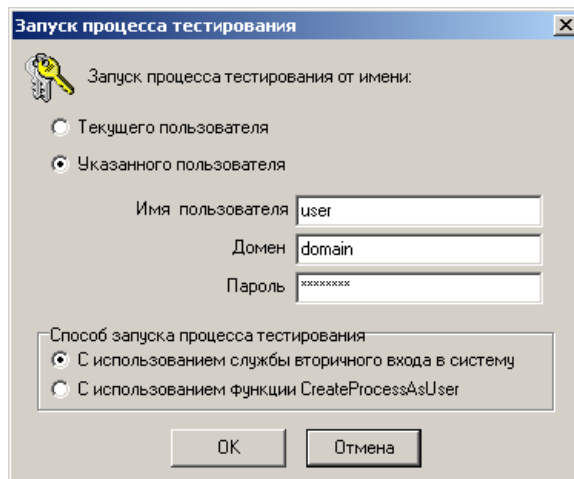 Запуск процесса тестирования
Запуск процесса тестирования от имени:
Текущего пользователя
Указанного пользователя
Имя пользователя user
Домен domain
Пароль ********
Способ запуска процесса тестирования
С использованием службы вторичного входа в систему
С использованием функции CreateProcessAsUser
OK Отмена